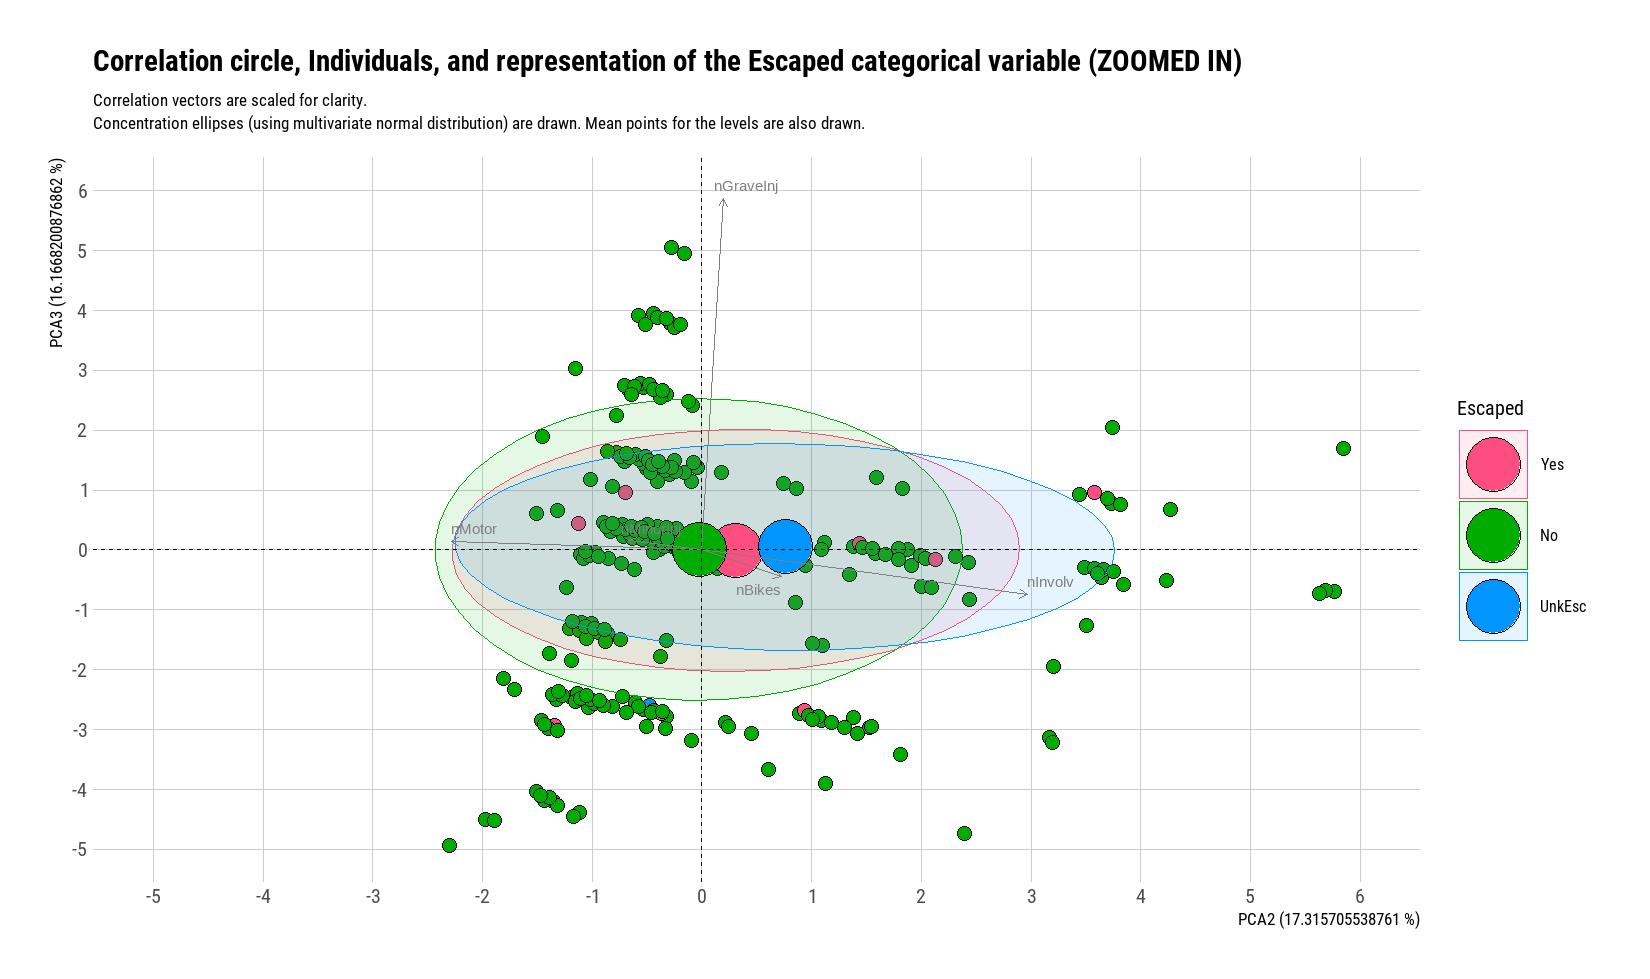 Correlation circle, Individuals, and representation of the Escaped categorical variable (ZOOMED IN)
Correlation vectors are scaled for clarity.
Concentration ellipses (using multivariate normal distribution) are drawn. Mean points for the levels are also drawn.
PCA3 (16.1668200876862 %)
6
5
4
3
2
1
0
-1
-2
-3
-4
-5
nGraveInj
nMotor
nBikes
nInvolv
-5
-4
-3
-2
-1
0
1
2
3
4
5
6
PCA2 (17.315705538761 %)
Escaped
Yes
No
UnkEsc